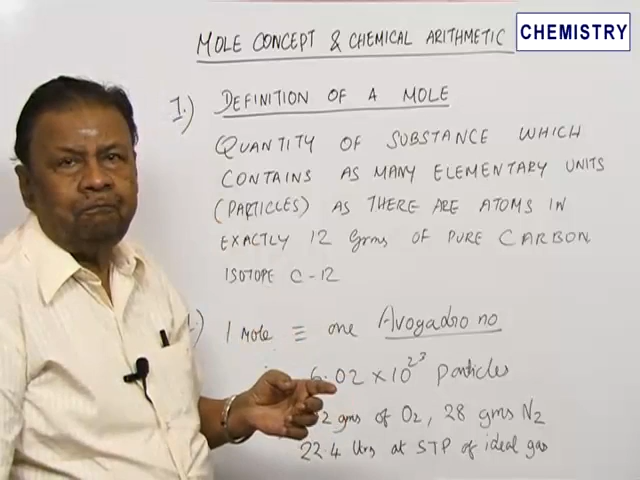 MOLE CONCEPT & CHEMICAL ARITHMETIC
CHEMISTRY
I.) DEFINITION OF A MOLE
QUANTITY OF SUBSTANCE WHICH
CONTAINS AS MANY ELEMENTARY UNITS
(PARTICLES) AS THERE ARE ATOMS IN
EXACTLY 12 Grms OF PURE CARBON
ISOTOPE C-12
1 Mole ≡ one Avogadro no
6.02 × 10²³ Particles
2 gms of O₂, 28 gms N₂
22.4 ltrs at STP of ideal gas